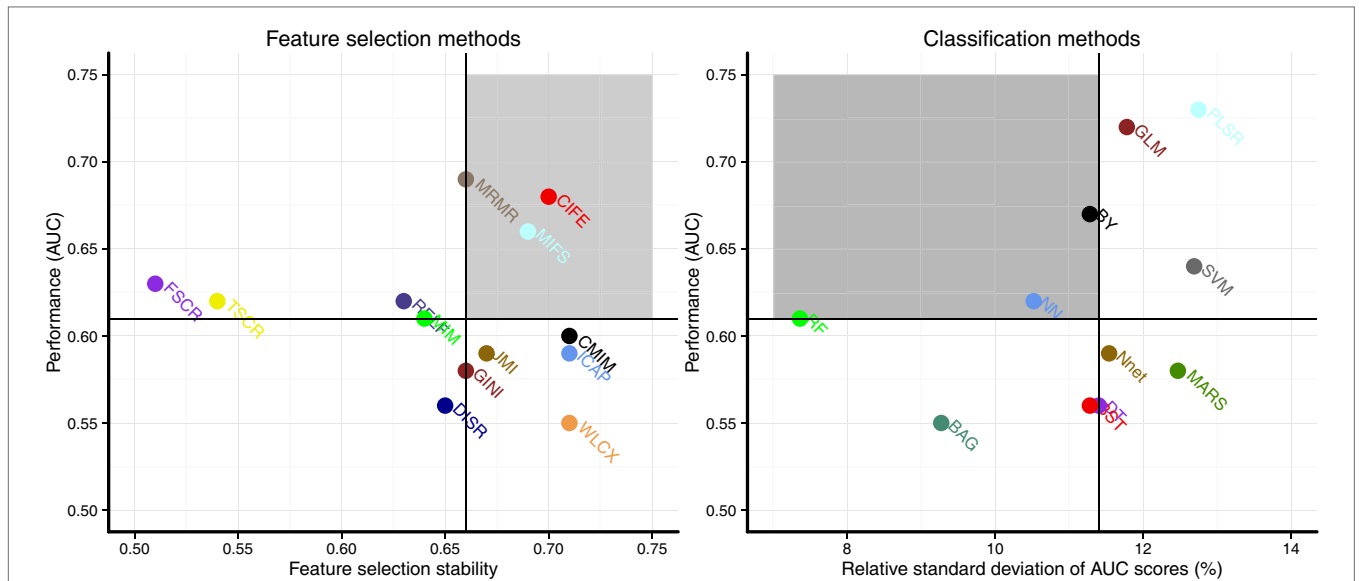 Feature selection methods
Classification methods
Performance (AUC)
0.75
0.70
0.65
0.60
0.55
0.50
MRMR
CIFE
MIFS
FSCR
TSCR
RELF
MIM
CMIM
JMI
ICAP
GINI
DISR
WLCX
0.50
0.55
0.60
0.65
0.70
0.75
Feature selection stability
Performance (AUC)
0.75
0.70
0.65
0.60
0.55
0.50
PLSR
GLM
BY
SVM
NN
RF
Nnet
MARS
DT
BST
BAG
8
10
12
14
Relative standard deviation of AUC scores (%)